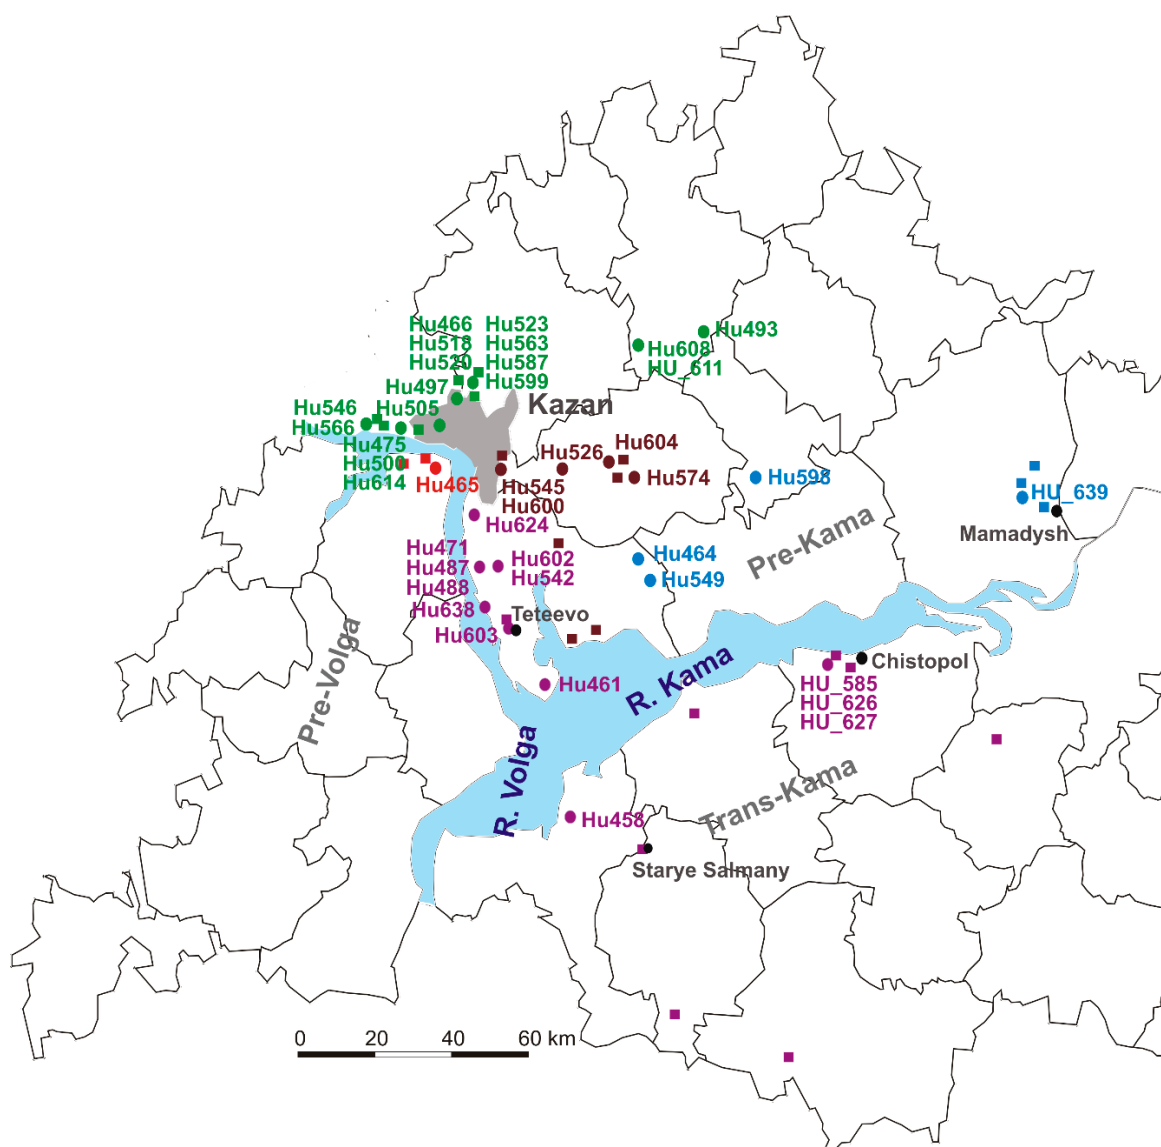 Hu466 Hu523
Hu518 Hu563
Hu520 Hu587
Hu599
Hu497
Kazan
Hu493
Hu608
HU_611
Hu546 Hu505
Hu566
Hu475
Hu500
Hu614
Hu465
Hu526
Hu604
Hu574
Hu545
Hu600
Hu598
HU_639
Mamadysh
Hu624
Pre-Kama
Hu471
Hu487
Hu488
Hu602
Hu542
Hu464
Hu549
Hu638
Teteevo
Hu603
Pre-Volga
Hu461
R. Kama
Chistopol
HU_585
HU_626
HU_627
R. Volga
Trans-Kama
Hu458
Starye Salmany
0 20 40 60 km